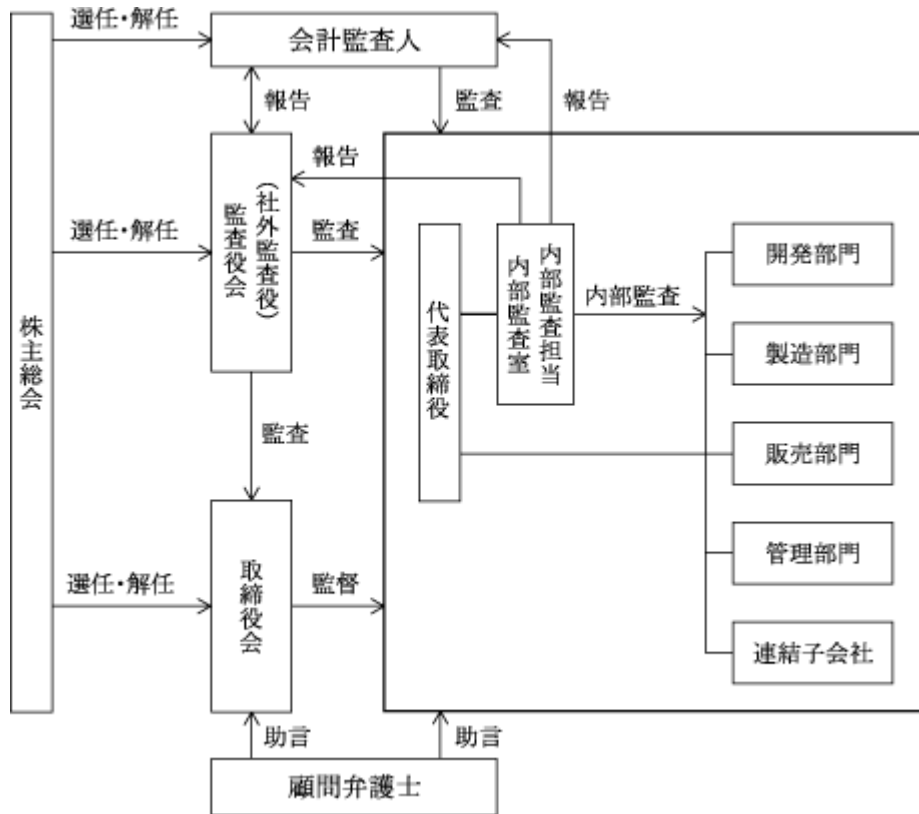 選任・解任
会計監査人
報告
監査
報告
報告
選任・解任
監査役会
(社外監査役)
監査
株主総会
代表取締役
内部監査室
内部監査担当
内部監査
開発部門
製造部門
販売部門
管理部門
連結子会社
監査
選任・解任
取締役会
監督
助言
助言
顧問弁護士